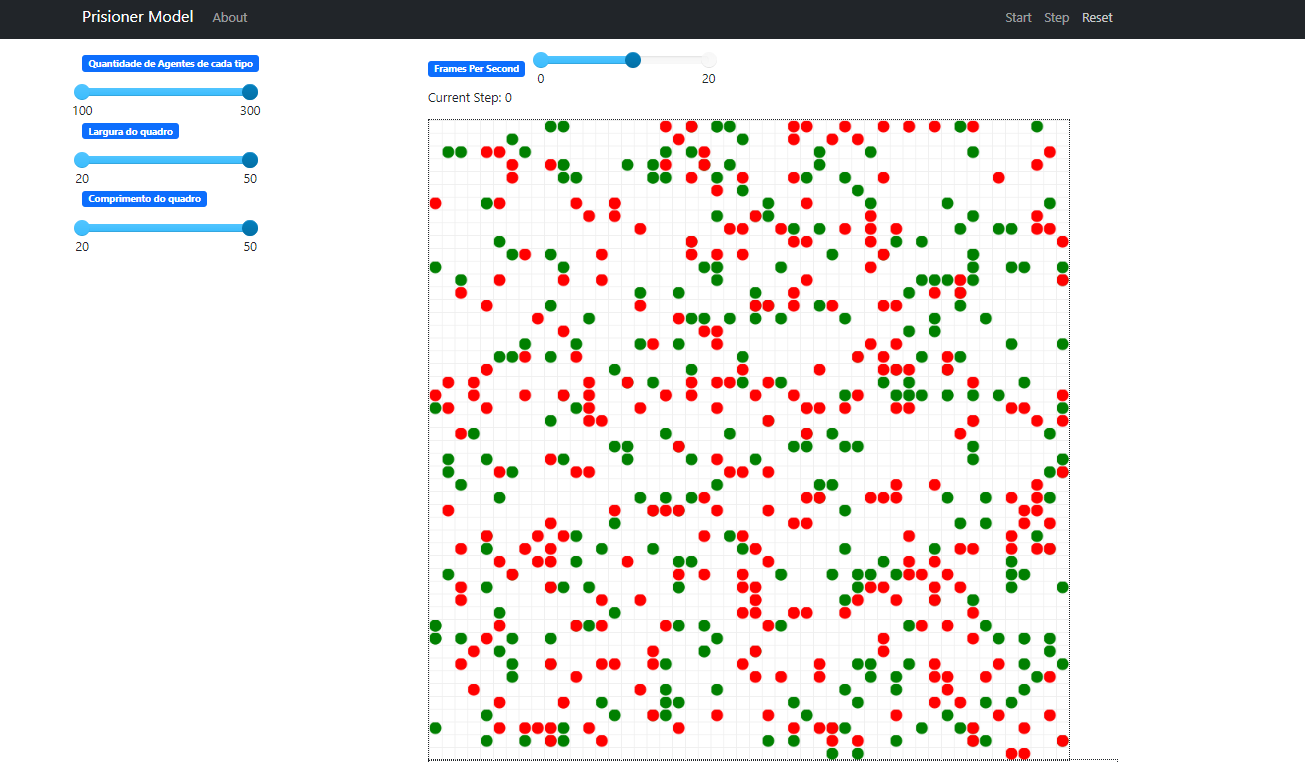 Prisioner Model About Start Step Reset
Quantidade de Agentes de cada tipo
100 300
Largura do quadro
20 50
Comprimento do quadro
20 50
Frames Per Second
0 20
Current Step: 0